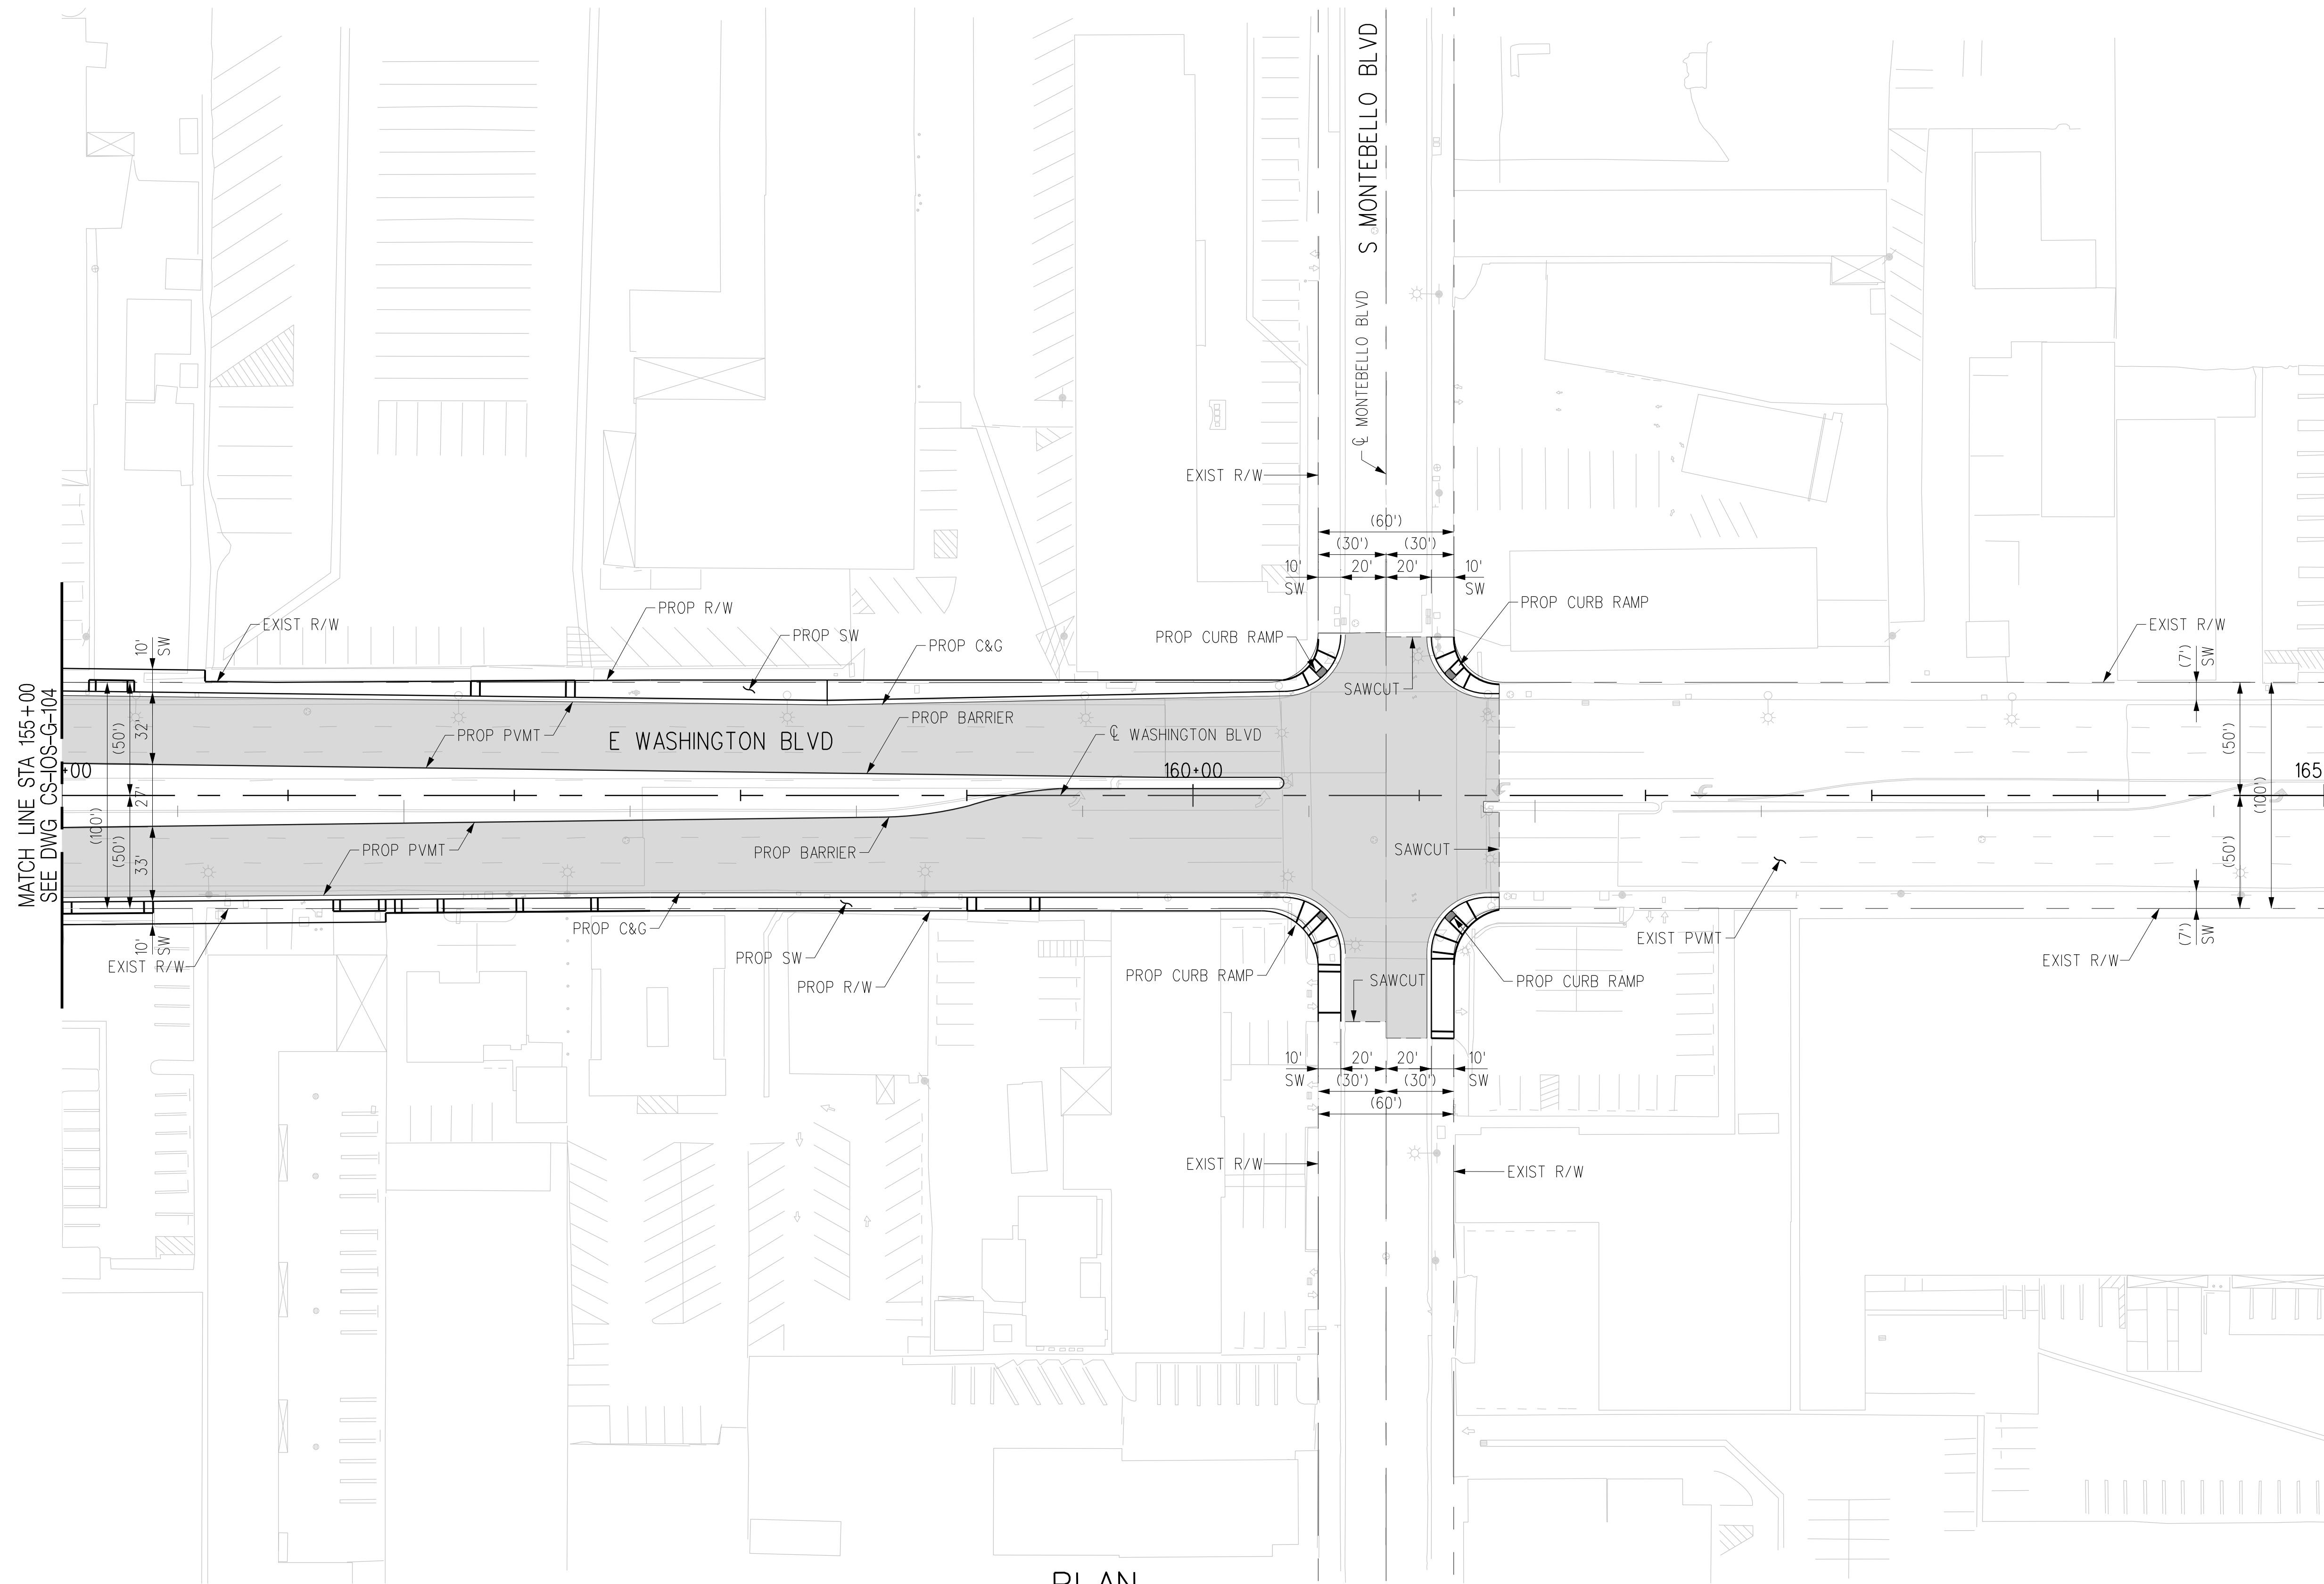 S MONTEBELLO BLVD
℄ MONTEBELLO BLVD
EXIST R/W
(60')
(30') (30')
10' 20' 20' 10'
SW SW
PROP CURB RAMP
PROP CURB RAMP
SAWCUT
EXIST R/W
PROP R/W
PROP SW
PROP C&G
10'
SW
EXIST R/W
(7')
SW
MATCH LINE STA 155+00
SEE DWG CS-IOS-G-104
+00
(100')
(50')
(50')
32'
27'
33'
PROP PVMT
E WASHINGTON BLVD
PROP BARRIER
℄ WASHINGTON BLVD
160+00
165
(50')
(100')
(50')
PROP PVMT
PROP BARRIER
SAWCUT
EXIST PVMT
10'
SW
EXIST R/W
PROP C&G
PROP SW
PROP R/W
PROP CURB RAMP
SAWCUT
PROP CURB RAMP
EXIST R/W
(7')
SW
10' 20' 20' 10'
SW (30') (30') SW
(60')
EXIST R/W
EXIST R/W
PLAN